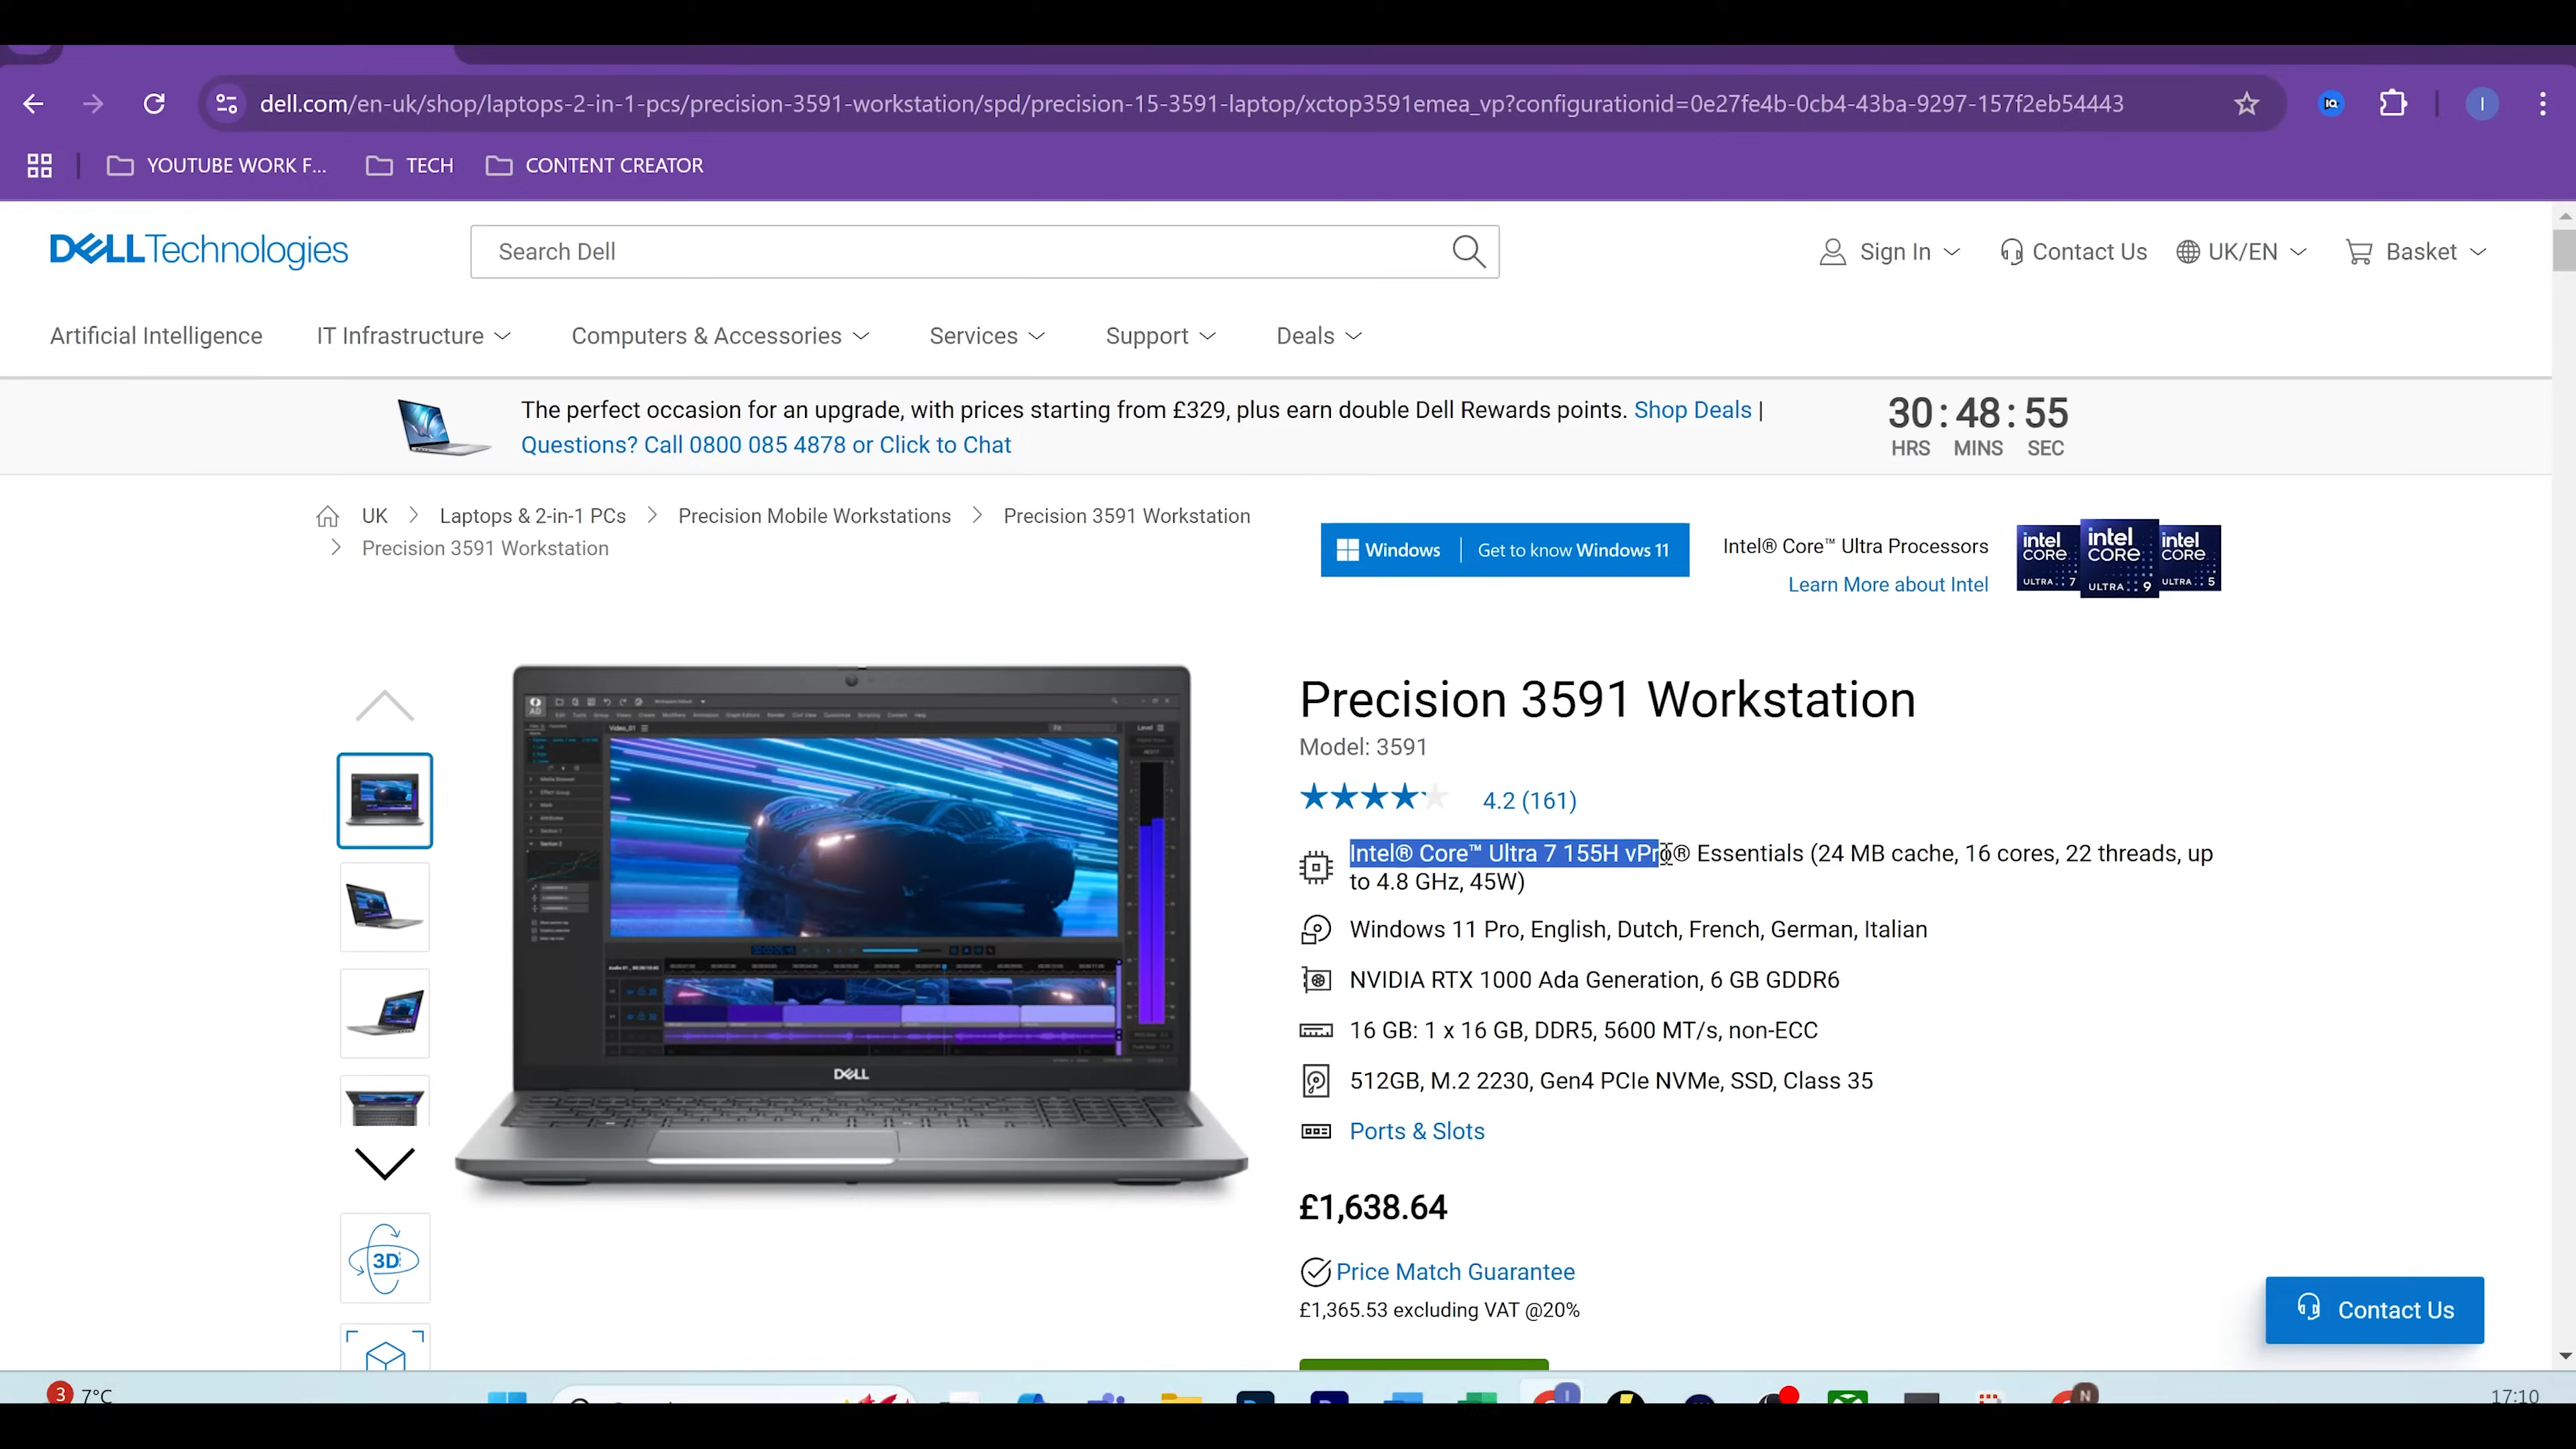 dell.com/en-uk/shop/laptops-2-in-1-pcs/precision-3591-workstation/spd/precision-15-3591-laptop/xctop3591emea_vp?configurationid=0e27fe4b-0cb4-43ba-9297-157f2eb54443
IQ
I
YOUTUBE WORK F...
TECH
CONTENT CREATOR
DELL Technologies
Search Dell
Sign In
Contact Us
UK/EN
Basket
Artificial Intelligence
IT Infrastructure
Computers & Accessories
Services
Support
Deals
The perfect occasion for an upgrade, with prices starting from £329, plus earn double Dell Rewards points. Shop Deals |
Questions? Call 0800 085 4878 or Click to Chat
30 : 48 : 55
HRS MINS SEC
UK > Laptops & 2-in-1 PCs > Precision Mobile Workstations > Precision 3591 Workstation
> Precision 3591 Workstation
Windows | Get to know Windows 11
Intel® Core™ Ultra Processors
Learn More about Intel
intel CORE ULTRA 7
intel CORE ULTRA 9
intel CORE ULTRA 5
Precision 3591 Workstation
Model: 3591
4.2 (161)
Intel® Core™ Ultra 7 155H vPro® Essentials (24 MB cache, 16 cores, 22 threads, up
to 4.8 GHz, 45W)
Windows 11 Pro, English, Dutch, French, German, Italian
NVIDIA RTX 1000 Ada Generation, 6 GB GDDR6
16 GB: 1 x 16 GB, DDR5, 5600 MT/s, non-ECC
512GB, M.2 2230, Gen4 PCIe NVMe, SSD, Class 35
Ports & Slots
£1,638.64
Price Match Guarantee
£1,365.53 excluding VAT @20%
DELL
3D
Contact Us
3
7°C
N
17:10